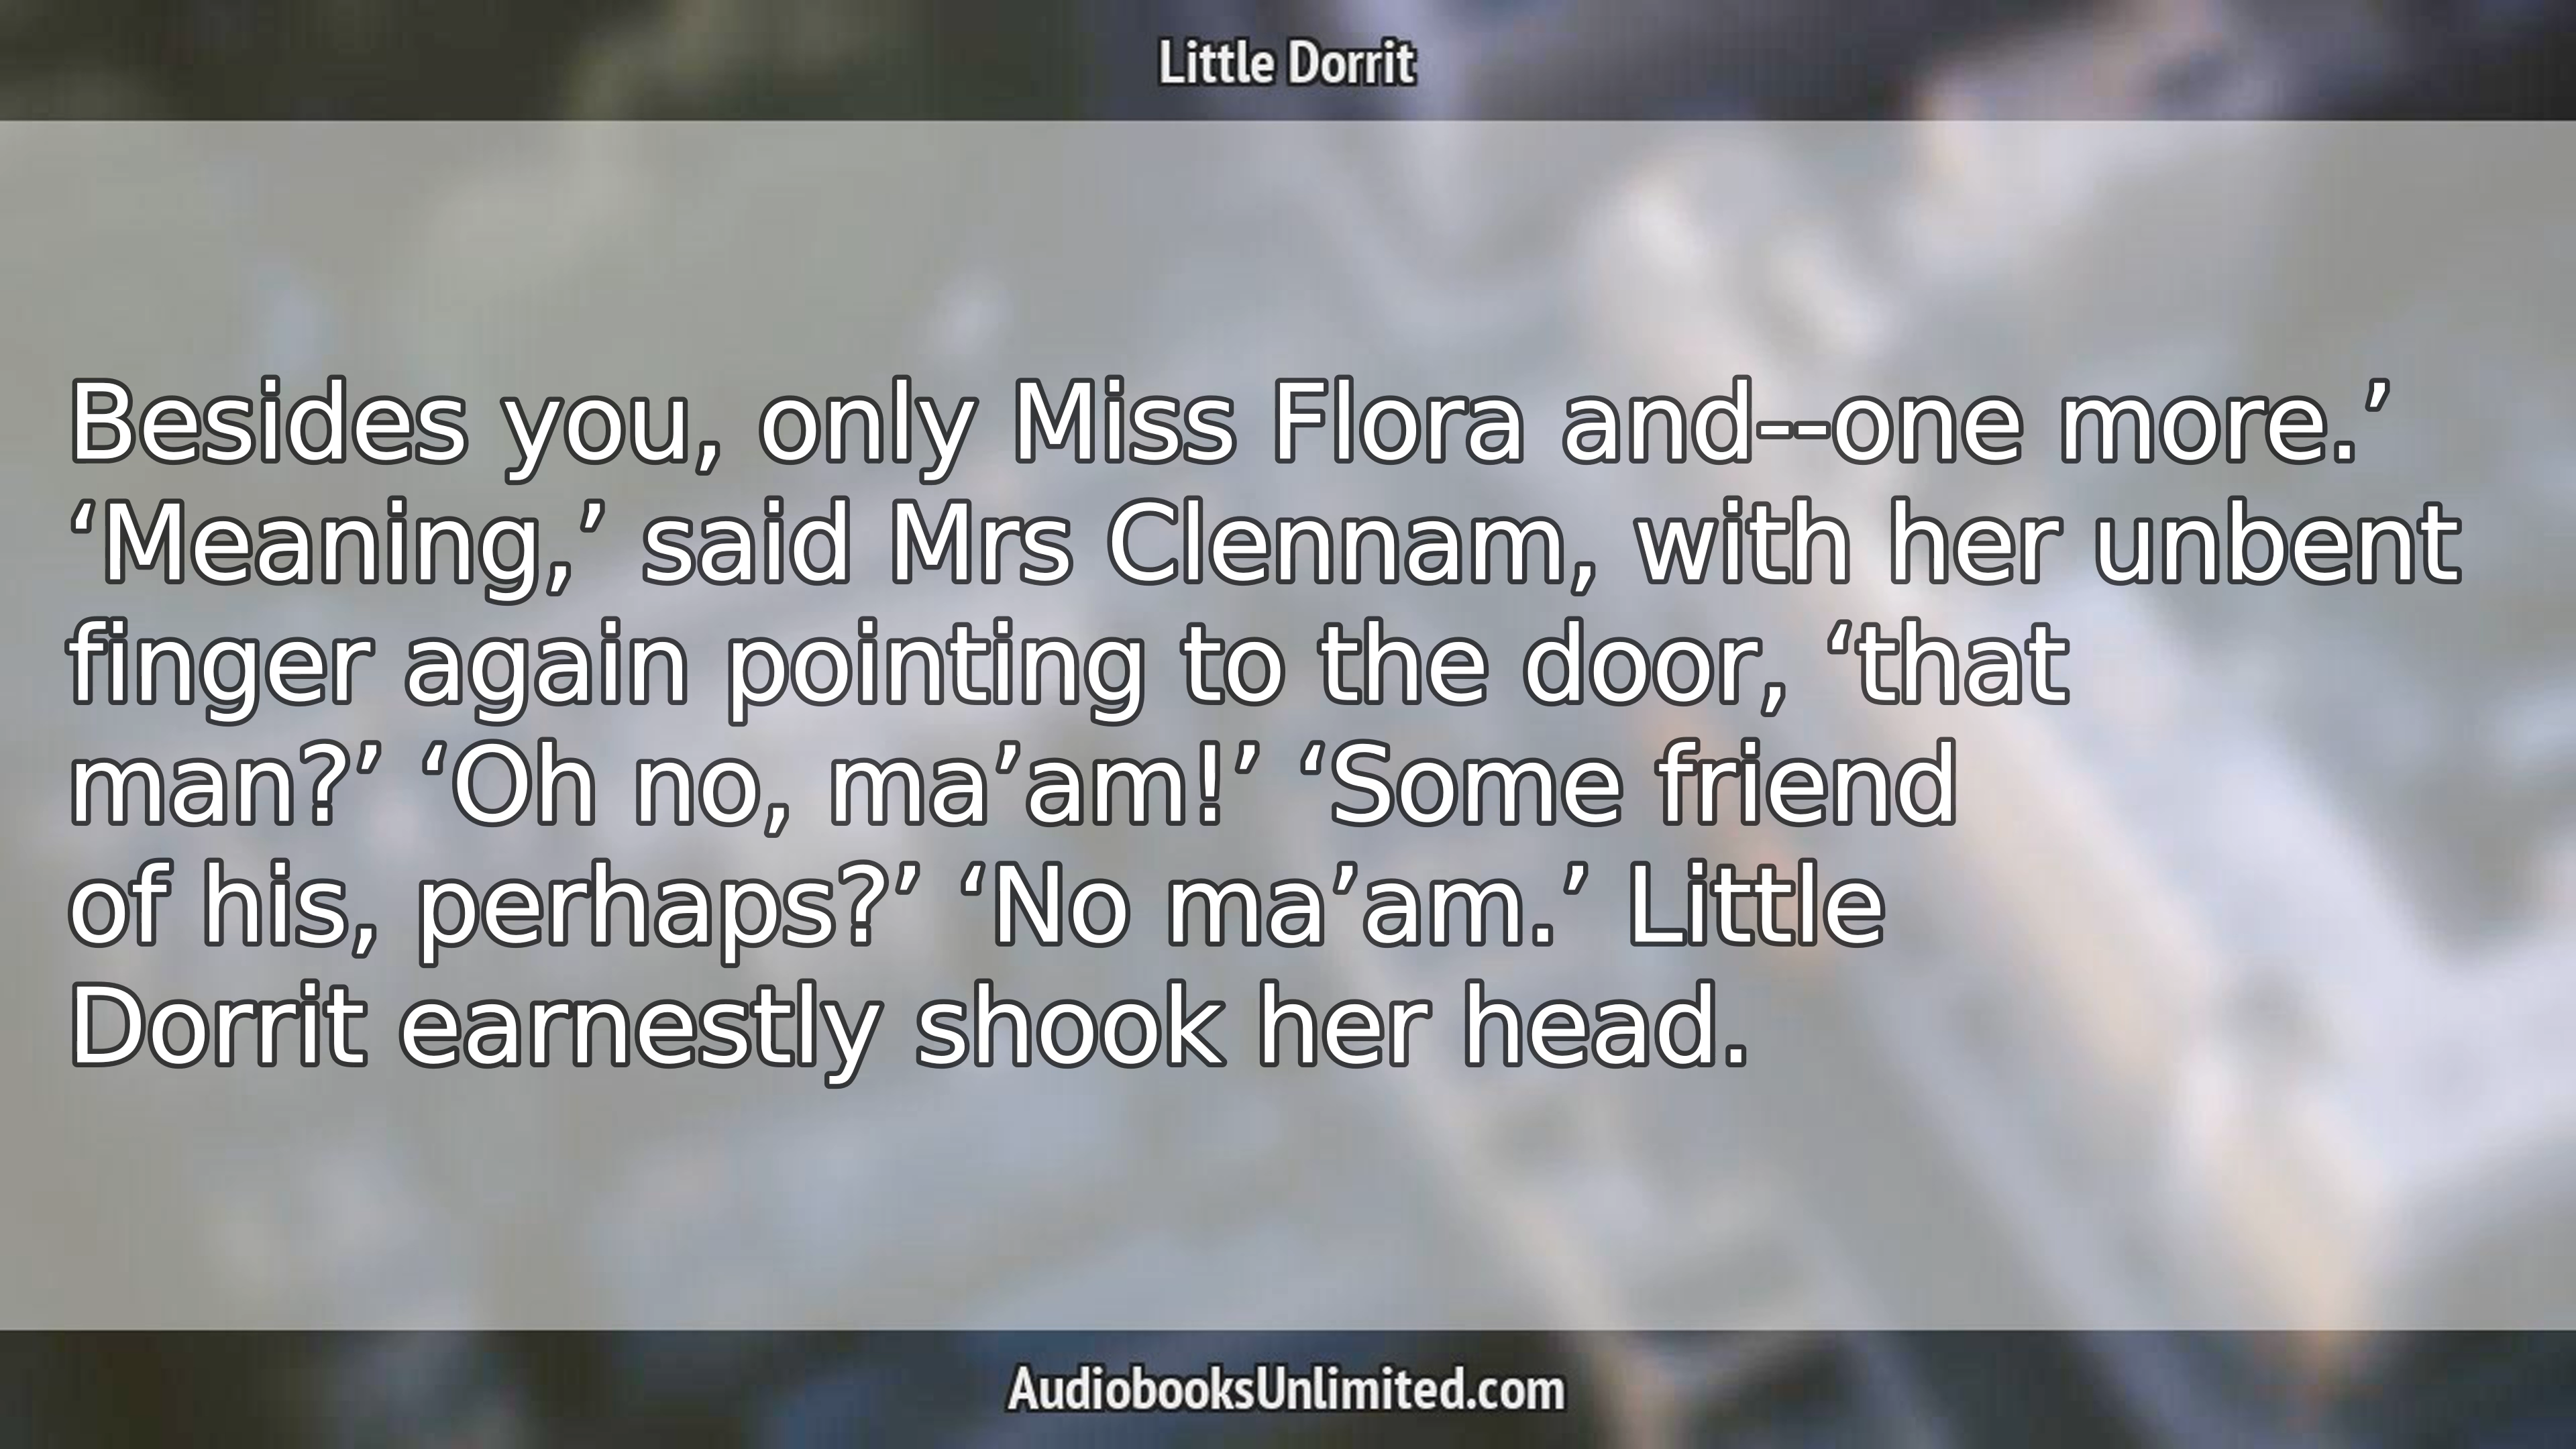 Little Dorrit
Besides you, only Miss Flora and--one more.’
‘Meaning,’ said Mrs Clennam, with her unbent
finger again pointing to the door, ‘that
man?’ ‘Oh no, ma’am!’ ‘Some friend
of his, perhaps?’ ‘No ma’am.’ Little
Dorrit earnestly shook her head.
AudiobooksUnlimited.com